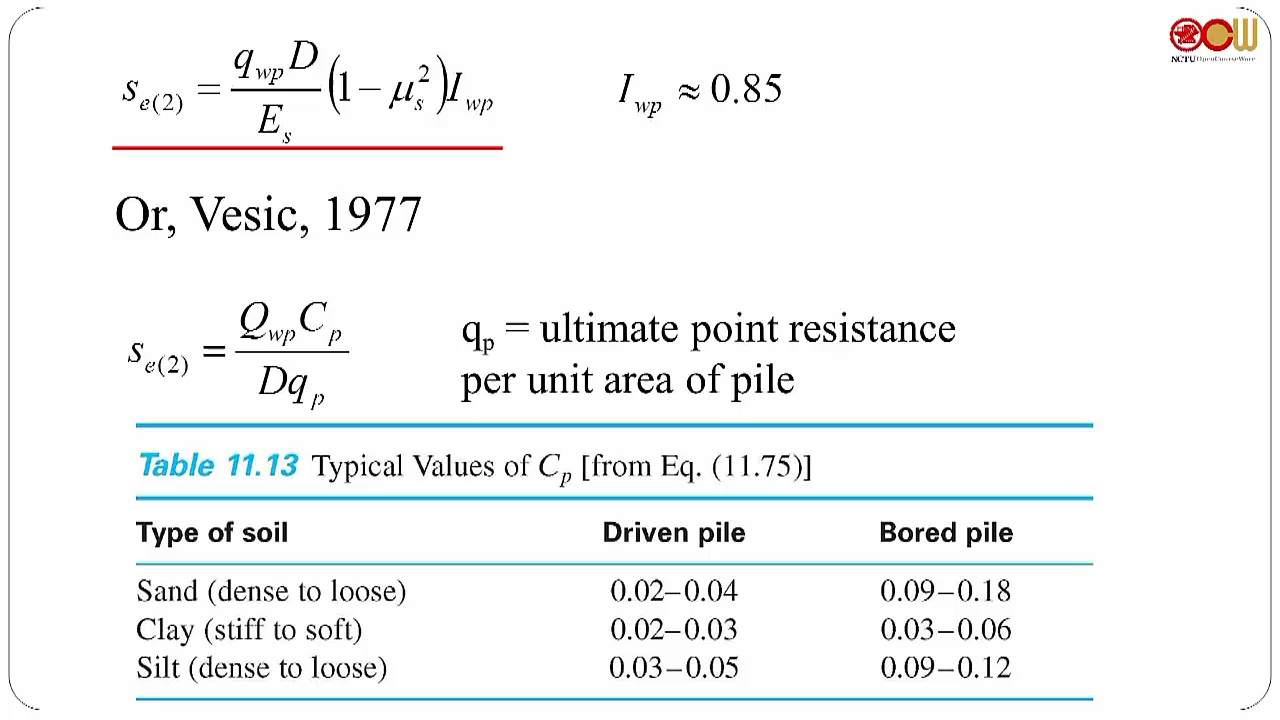 s_e(2) = q_wp D / E_s (1 − μ_s^2) I_wp    I_wp ≈ 0.85
NCTU OpenCourseWare
Or, Vesic, 1977
s_e(2) = Q_wp C_p / D q_p
q_p = ultimate point resistance
per unit area of pile
Table 11.13 Typical Values of C_p [from Eq. (11.75)]
Type of soil    Driven pile    Bored pile
Sand (dense to loose)    0.02–0.04    0.09–0.18
Clay (stiff to soft)    0.02–0.03    0.03–0.06
Silt (dense to loose)    0.03–0.05    0.09–0.12